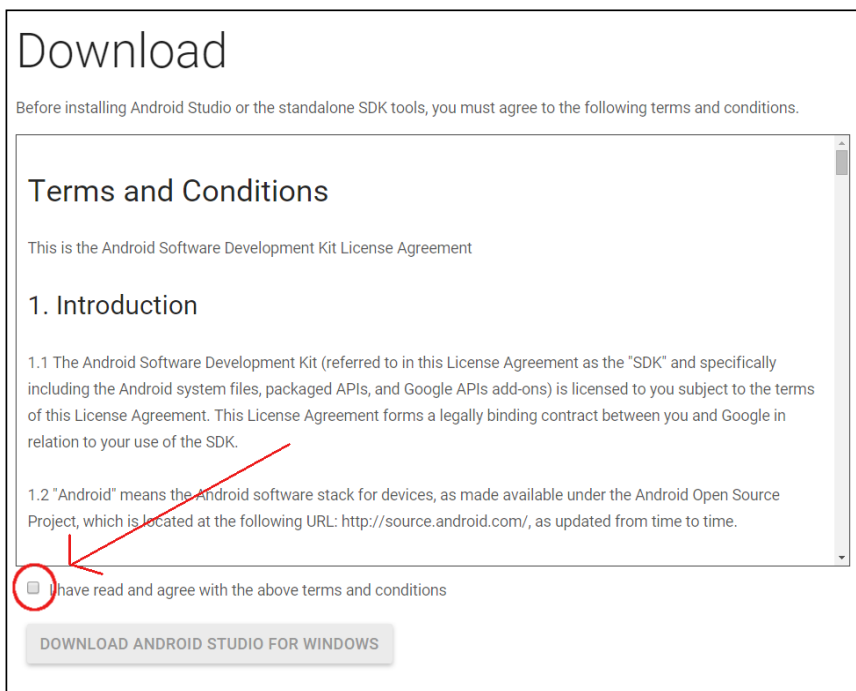 Download
Before installing Android Studio or the standalone SDK tools, you must agree to the following terms and conditions.
Terms and Conditions
This is the Android Software Development Kit License Agreement
1. Introduction
1.1 The Android Software Development Kit (referred to in this License Agreement as the "SDK" and specifically
including the Android system files, packaged APIs, and Google APIs add-ons) is licensed to you subject to the terms
of this License Agreement. This License Agreement forms a legally binding contract between you and Google in
relation to your use of the SDK.
1.2 "Android" means the Android software stack for devices, as made available under the Android Open Source
Project, which is located at the following URL: http://source.android.com/, as updated from time to time.
I have read and agree with the above terms and conditions
DOWNLOAD ANDROID STUDIO FOR WINDOWS